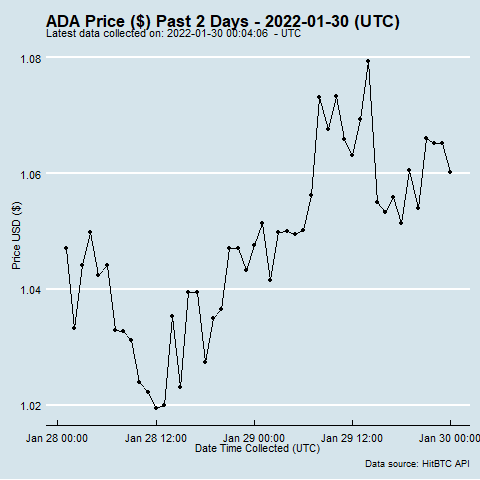 ADA Price ($) Past 2 Days - 2022-01-30 (UTC)
Latest data collected on: 2022-01-30 00:04:06  - UTC
1.08
1.06
1.04
1.02
Price USD ($)
Jan 28 00:00 Jan 28 12:00 Jan 29 00:00 Jan 29 12:00 Jan 30 00:00
Date Time Collected (UTC)
Data source: HitBTC API